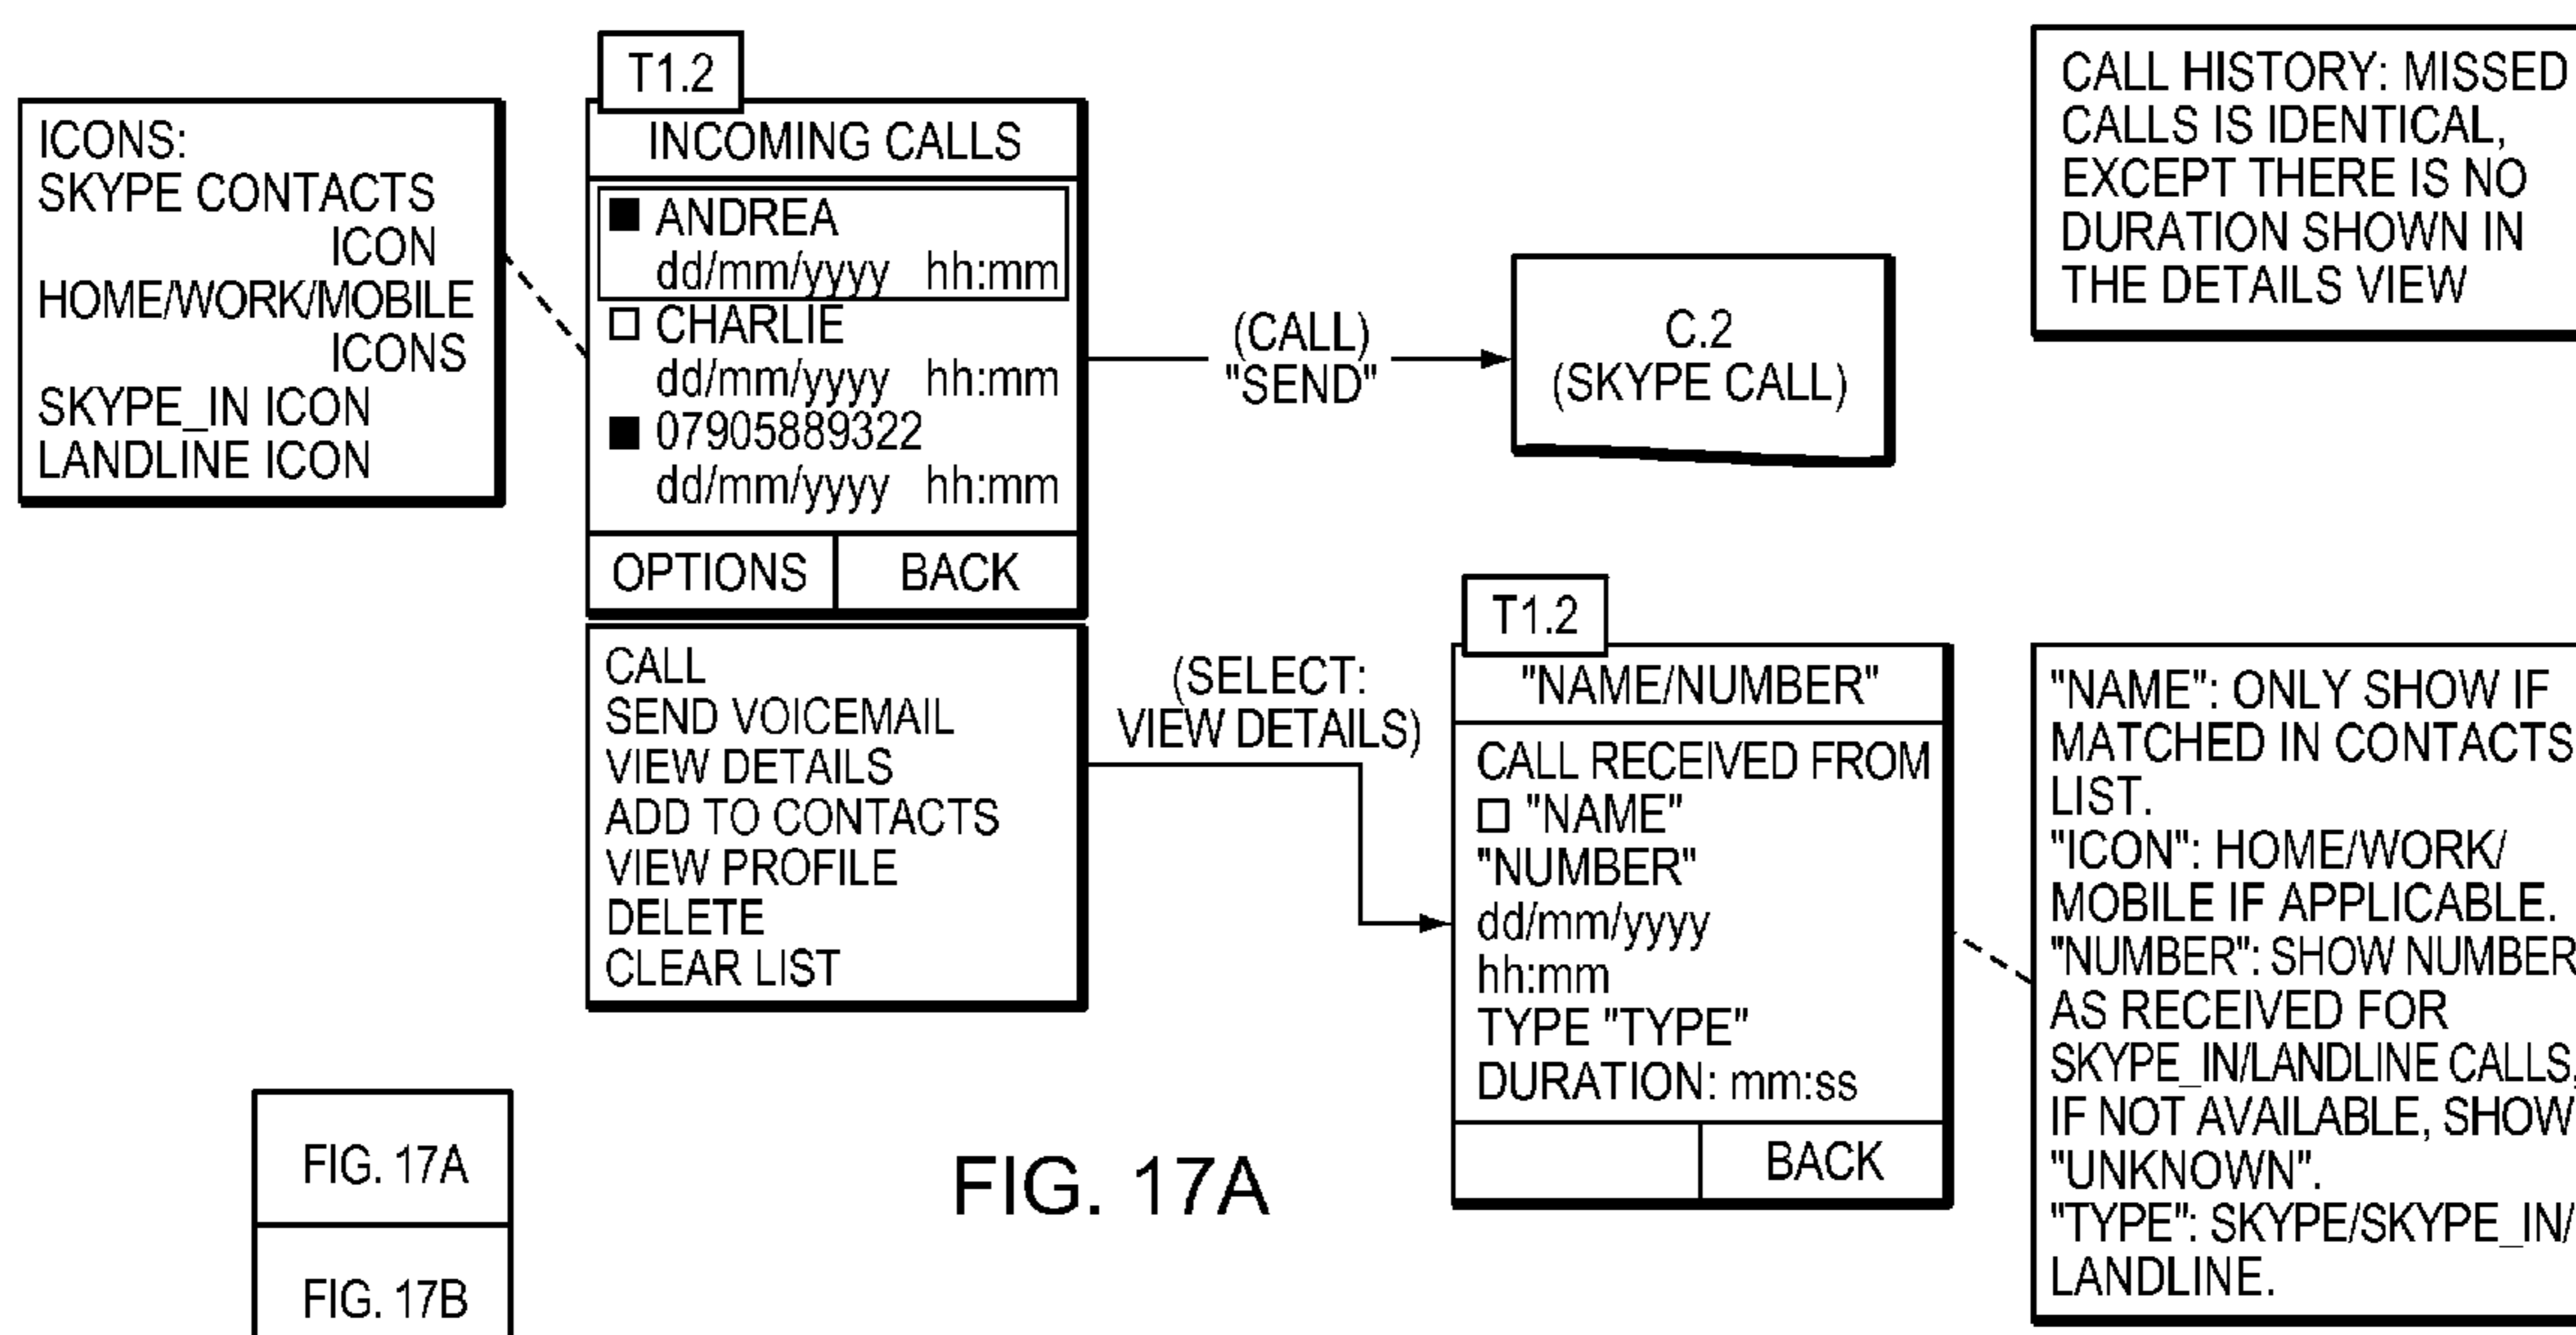 ICONS:
SKYPE CONTACTS
ICON
HOME/WORK/MOBILE
ICONS
SKYPE_IN ICON
LANDLINE ICON
T1.2
INCOMING CALLS
■ ANDREA
dd/mm/yyyy hh:mm
□ CHARLIE
dd/mm/yyyy hh:mm
■ 07905889322
dd/mm/yyyy hh:mm
OPTIONS BACK
(CALL)
"SEND"
C.2
(SKYPE CALL)
CALL HISTORY: MISSED
CALLS IS IDENTICAL,
EXCEPT THERE IS NO
DURATION SHOWN IN
THE DETAILS VIEW
CALL
SEND VOICEMAIL
VIEW DETAILS
ADD TO CONTACTS
VIEW PROFILE
DELETE
CLEAR LIST
(SELECT:
VIEW DETAILS)
T1.2
"NAME/NUMBER"
CALL RECEIVED FROM
□ "NAME"
"NUMBER"
dd/mm/yyyy
hh:mm
TYPE "TYPE"
DURATION: mm:ss
BACK
"NAME": ONLY SHOW IF
MATCHED IN CONTACTS
LIST.
"ICON": HOME/WORK/
MOBILE IF APPLICABLE.
"NUMBER": SHOW NUMBER
AS RECEIVED FOR
SKYPE_IN/LANDLINE CALLS,
IF NOT AVAILABLE, SHOW
"UNKNOWN".
"TYPE": SKYPE/SKYPE_IN/
LANDLINE.
FIG. 17A
FIG. 17B
FIG. 17A